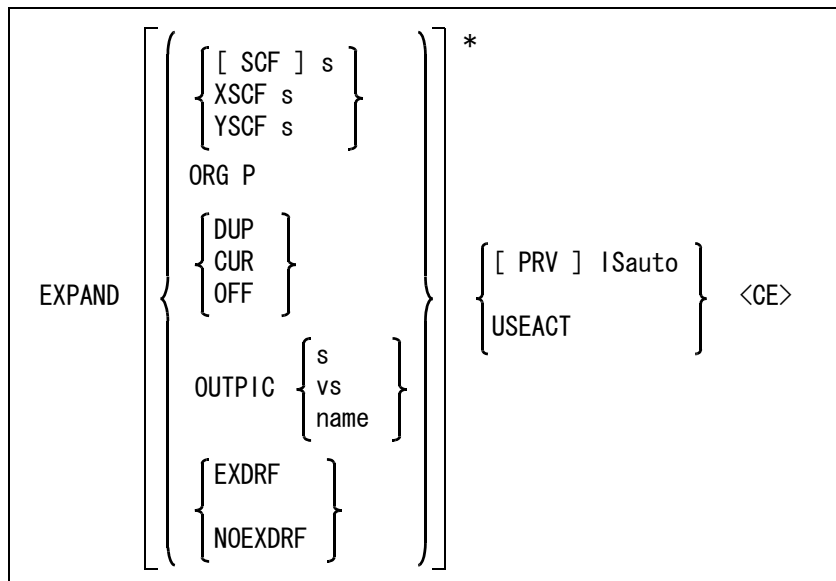 [ SCF ] s
XSCF s
YSCF s
*
ORG P
DUP
CUR
OFF
EXPAND
[ PRV ] ISauto
USEACT
<CE>
OUTPIC
s
vs
name
EXDRF
NOEXDRF